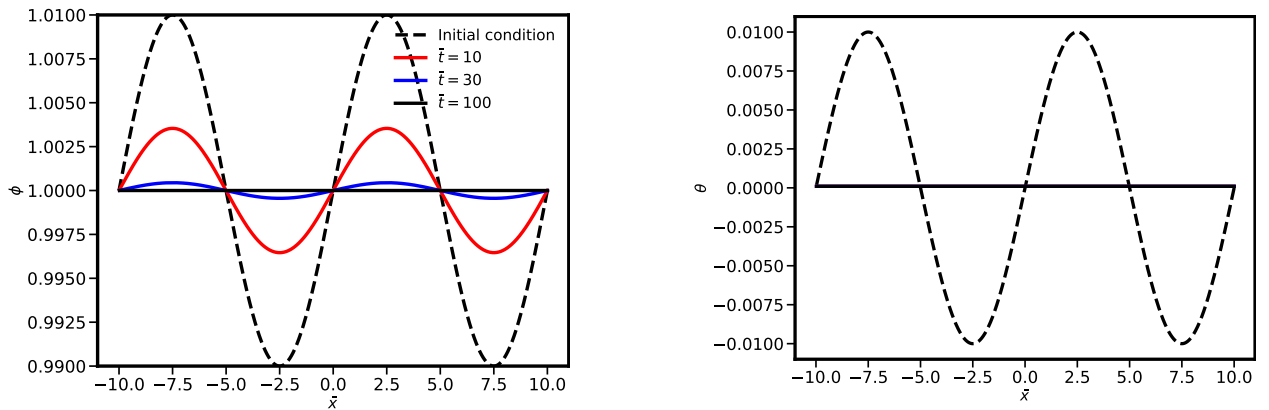 1.0100
1.0075
1.0050
1.0025
1.0000
0.9975
0.9950
0.9925
0.9900
ϕ
−10.0 −7.5 −5.0 −2.5 0.0 2.5 5.0 7.5 10.0
x̄
Initial condition
t̄ = 10
t̄ = 30
t̄ = 100
0.0100
0.0075
0.0050
0.0025
0.0000
−0.0025
−0.0050
−0.0075
−0.0100
θ
−10.0 −7.5 −5.0 −2.5 0.0 2.5 5.0 7.5 10.0
x̄